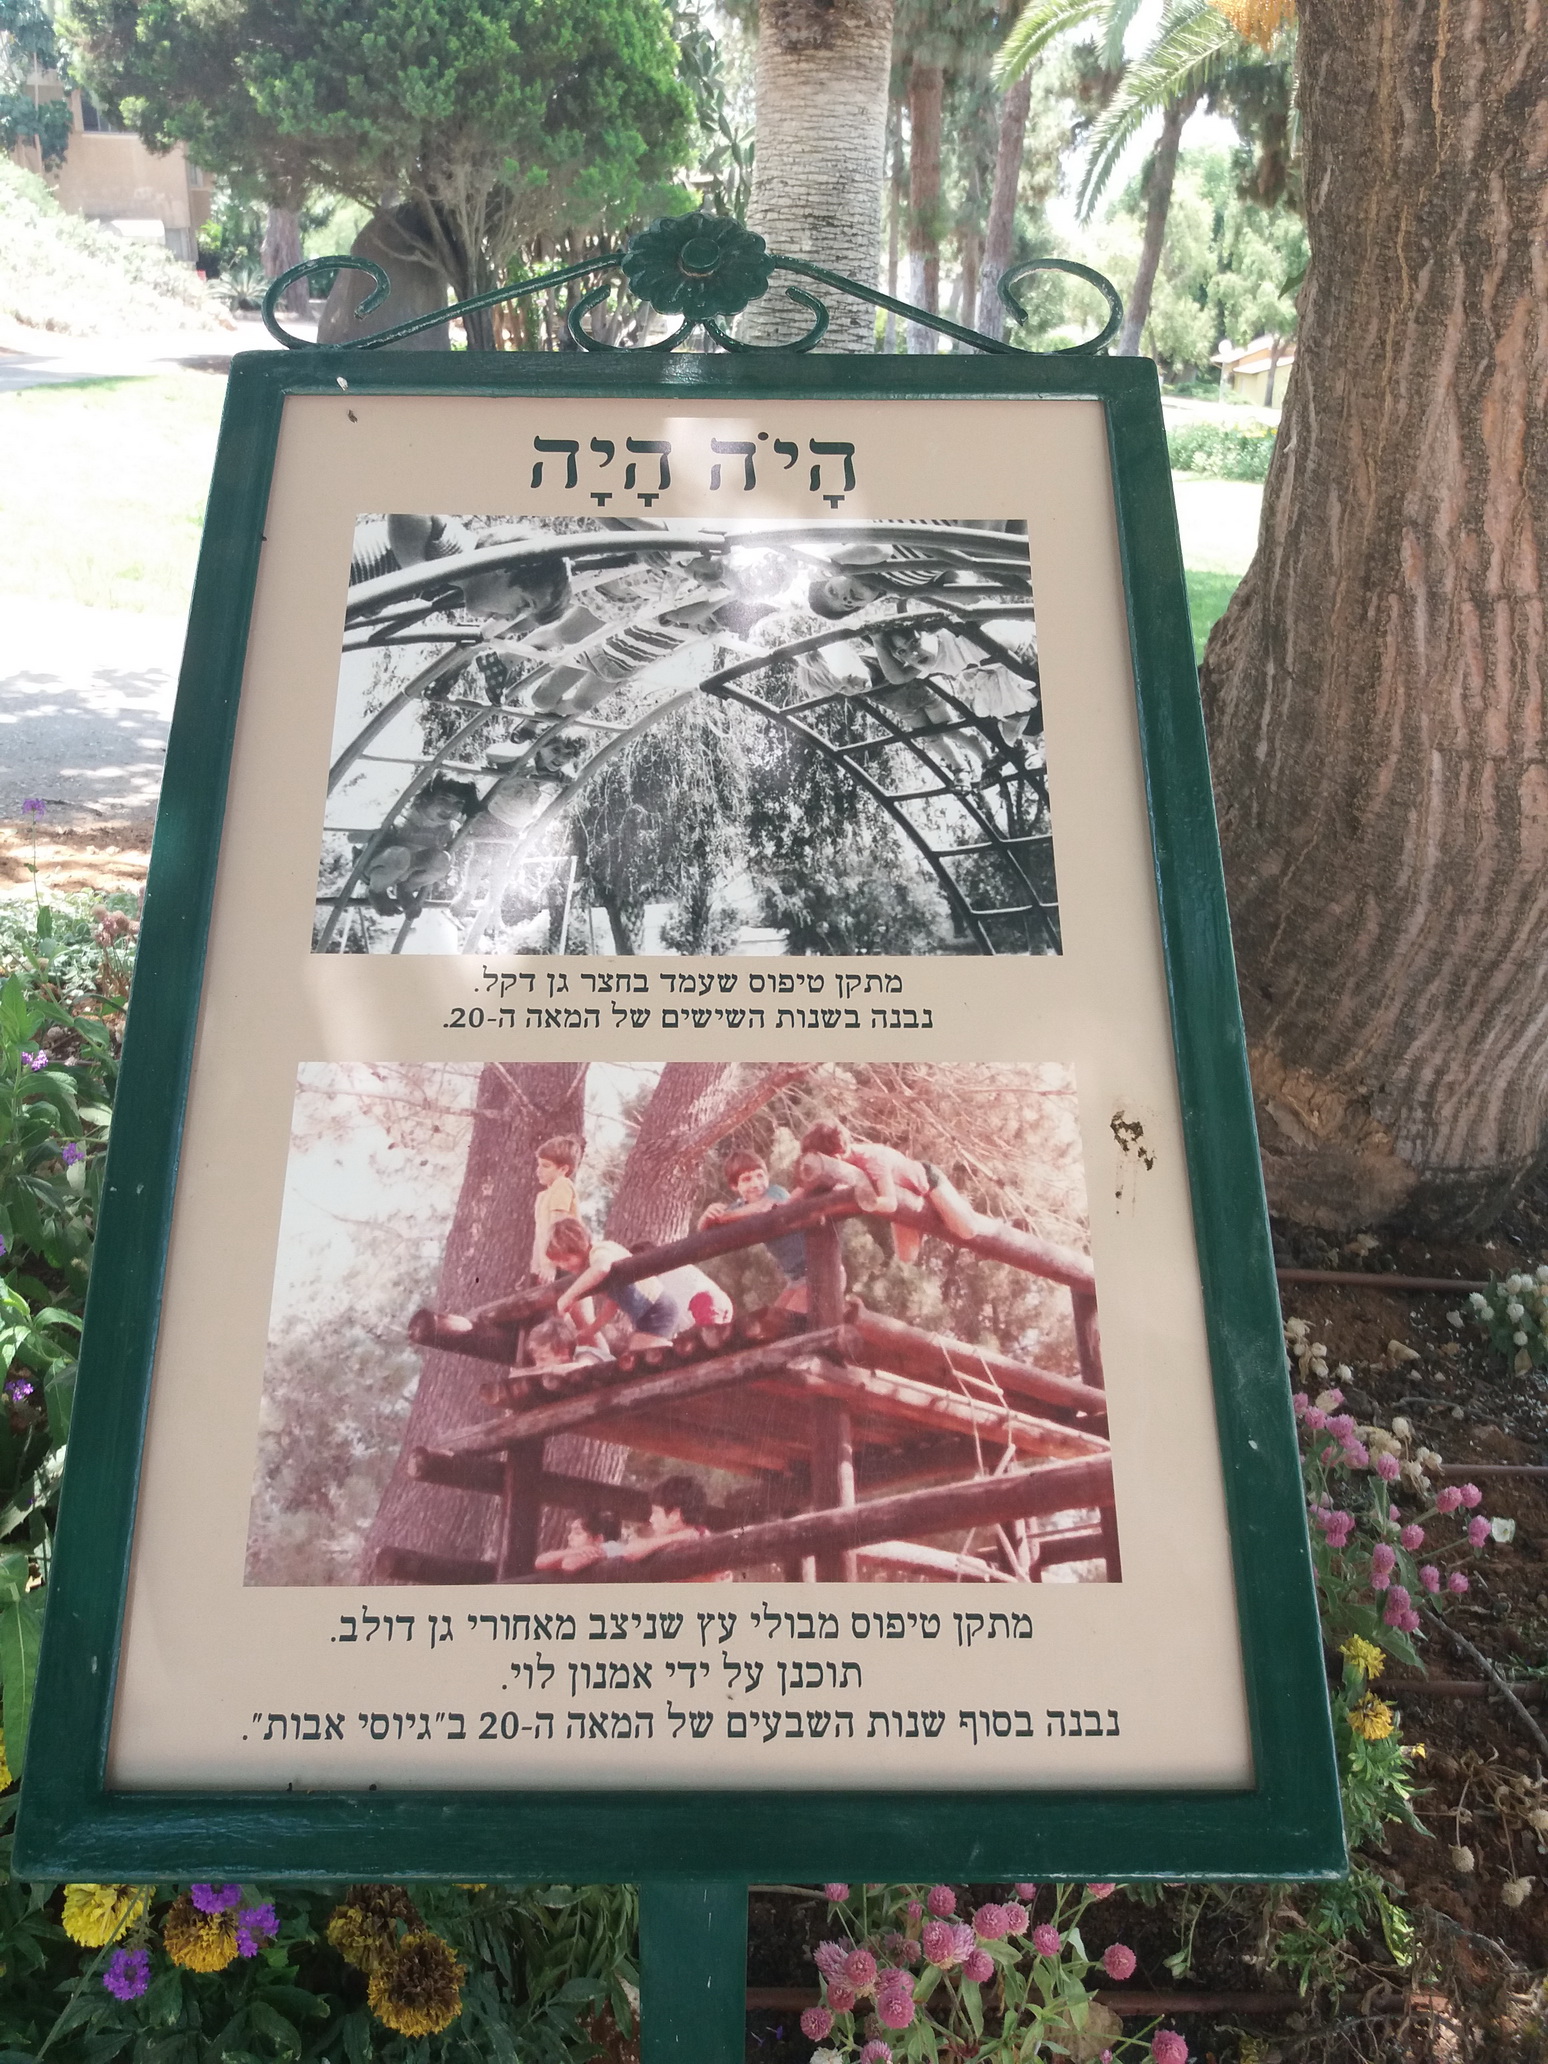 הָיֹה הָיָה
מתקן טיפוס שעמד בחצר גן דקל.
נבנה בשנות השישים של המאה ה-20.
מתקן טיפוס מבולי עץ שניצב מאחורי גן דולב.
תוכנן על ידי אמנון לוי.
נבנה בסוף שנות השבעים של המאה ה-20 ב"גיוסי אבות".